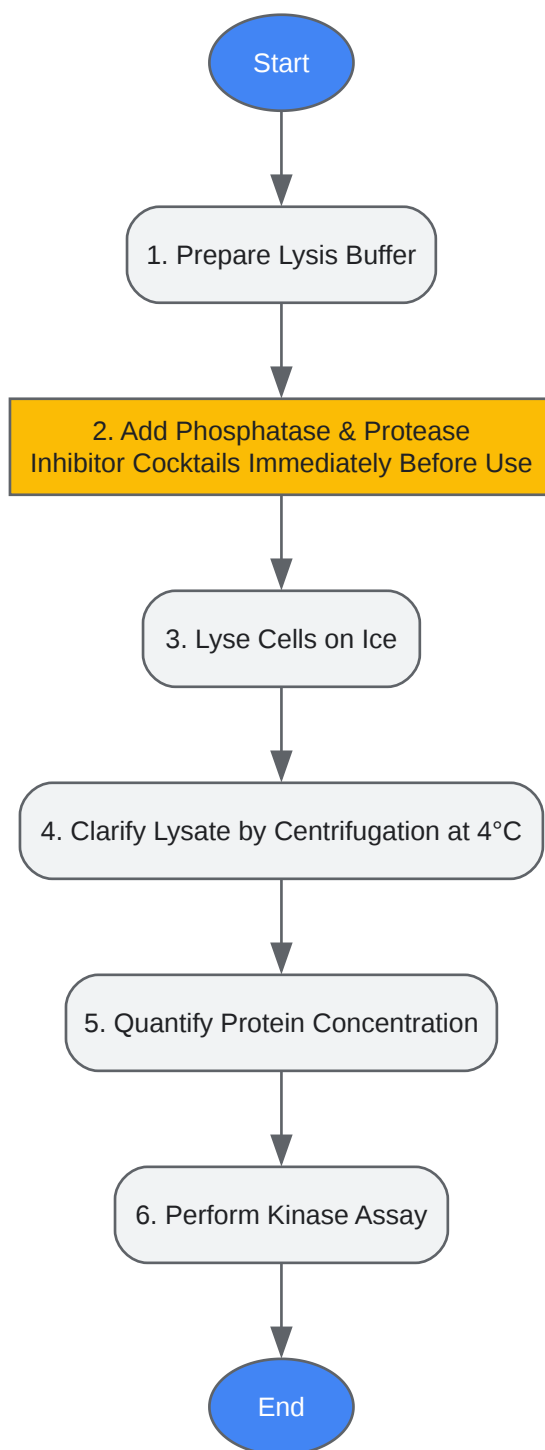 Start
1. Prepare Lysis Buffer
2. Add Phosphatase & Protease
Inhibitor Cocktails Immediately Before Use
3. Lyse Cells on Ice
4. Clarify Lysate by Centrifugation at 4°C
5. Quantify Protein Concentration
6. Perform Kinase Assay
End